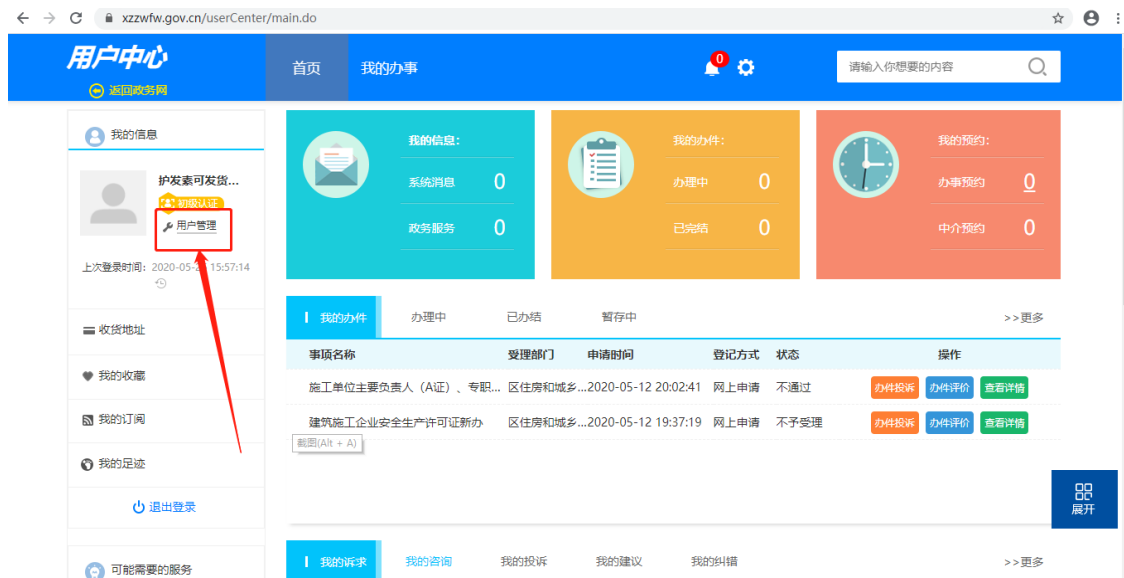 xzzwfw.gov.cn/userCenter/main.do
用户中心
返回政务网
首页 我的办事
0
请输入你想要的内容
我的信息
护发素可发货...
初级认证
用户管理
上次登录时间: 2020-05-2 15:57:14
收货地址
我的收藏
我的订阅
我的足迹
退出登录
可能需要的服务
我的信息:
系统消息 0
政务服务 0
我的办件:
办理中 0
已完结 0
我的预约:
办事预约 0
中介预约 0
我的办件 办理中 已办结 暂存中 >>更多
事项名称 受理部门 申请时间 登记方式 状态 操作
施工单位主要负责人（A证）、专职... 区住房和城乡...2020-05-12 20:02:41 网上申请 不通过 办件投诉 办件评价 查看详情
建筑施工企业安全生产许可证新办 区住房和城乡...2020-05-12 19:37:19 网上申请 不予受理 办件投诉 办件评价 查看详情
截图(Alt + A)
展开
我的诉求 我的咨询 我的投诉 我的建议 我的纠错 >>更多